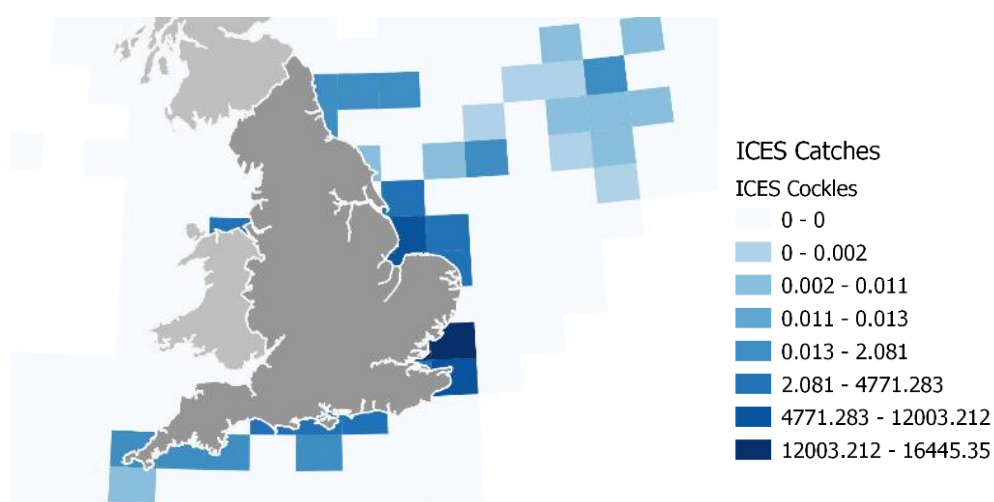 ICES Catches
ICES Cockles
0 - 0
0 - 0.002
0.002 - 0.011
0.011 - 0.013
0.013 - 2.081
2.081 - 4771.283
4771.283 - 12003.212
12003.212 - 16445.35